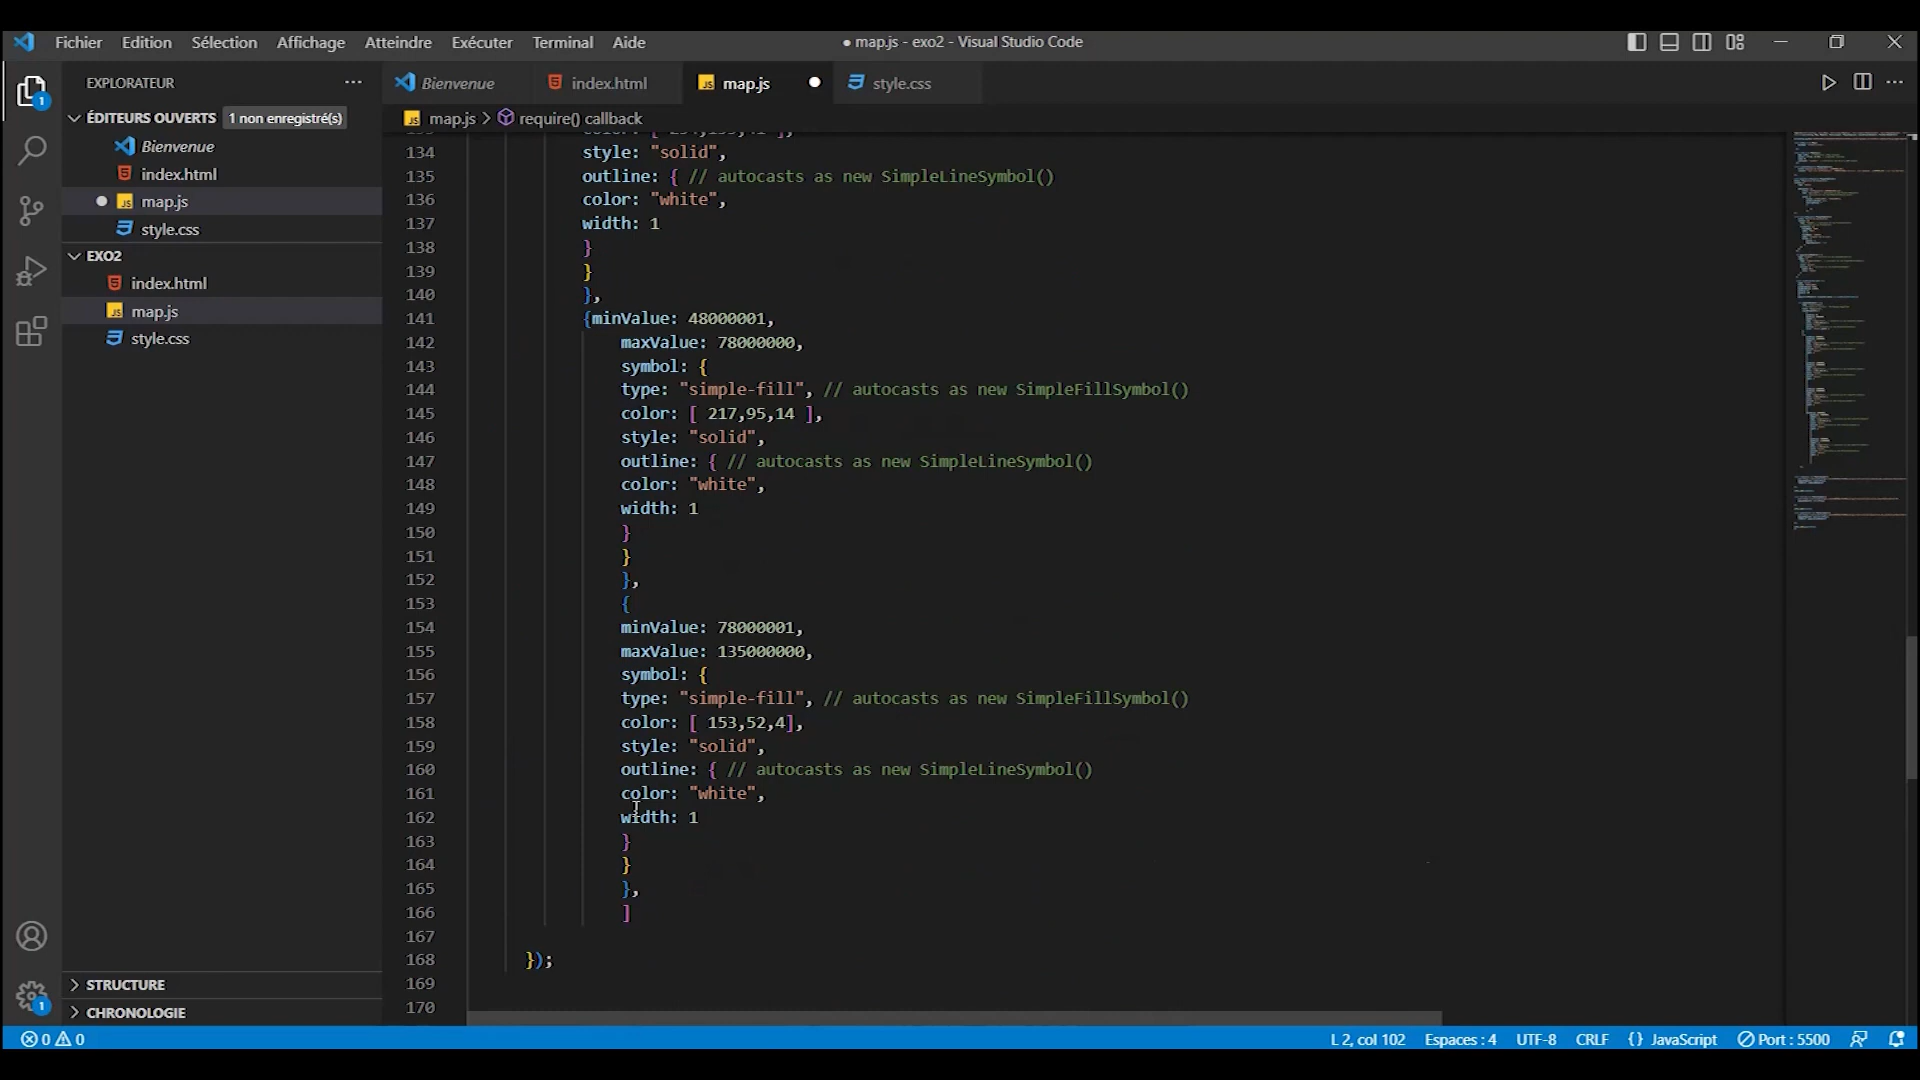 Fichier Edition Sélection Affichage Atteindre Exécuter Terminal Aide
● map.js - exo2 - Visual Studio Code
EXPLORATEUR
Bienvenue
index.html
map.js
style.css
ÉDITEURS OUVERTS 1 non enregistré(s)
map.js > require() callback
Bienvenue
index.html
map.js
style.css
EXO2
index.html
map.js
style.css
STRUCTURE
CHRONOLOGIE
134 style: "solid",
135 outline: { // autocasts as new SimpleLineSymbol()
136 color: "white",
137 width: 1
138 }
139 }
140 },
141 {minValue: 48000001,
142 maxValue: 78000000,
143 symbol: {
144 type: "simple-fill", // autocasts as new SimpleFillSymbol()
145 color: [ 217,95,14 ],
146 style: "solid",
147 outline: { // autocasts as new SimpleLineSymbol()
148 color: "white",
149 width: 1
150 }
151 }
152 },
153 {
154 minValue: 78000001,
155 maxValue: 135000000,
156 symbol: {
157 type: "simple-fill", // autocasts as new SimpleFillSymbol()
158 color: [ 153,52,4],
159 style: "solid",
160 outline: { // autocasts as new SimpleLineSymbol()
161 color: "white",
162 width: 1
163 }
164 }
165 },
166 ]
167
168 });
169
170
0 0
L 2, col 102 Espaces : 4 UTF-8 CRLF {} JavaScript Port : 5500
1
1